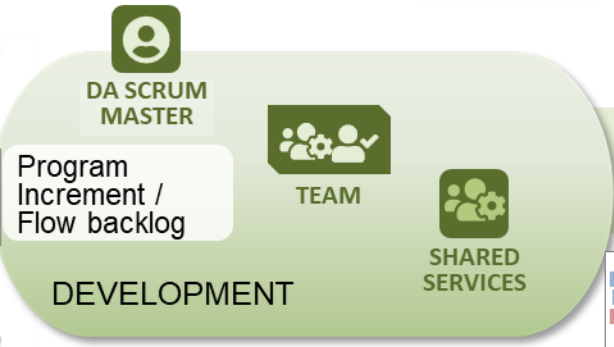 DA SCRUM
MASTER
Program
Increment /
Flow backlog
TEAM
SHARED
SERVICES
DEVELOPMENT